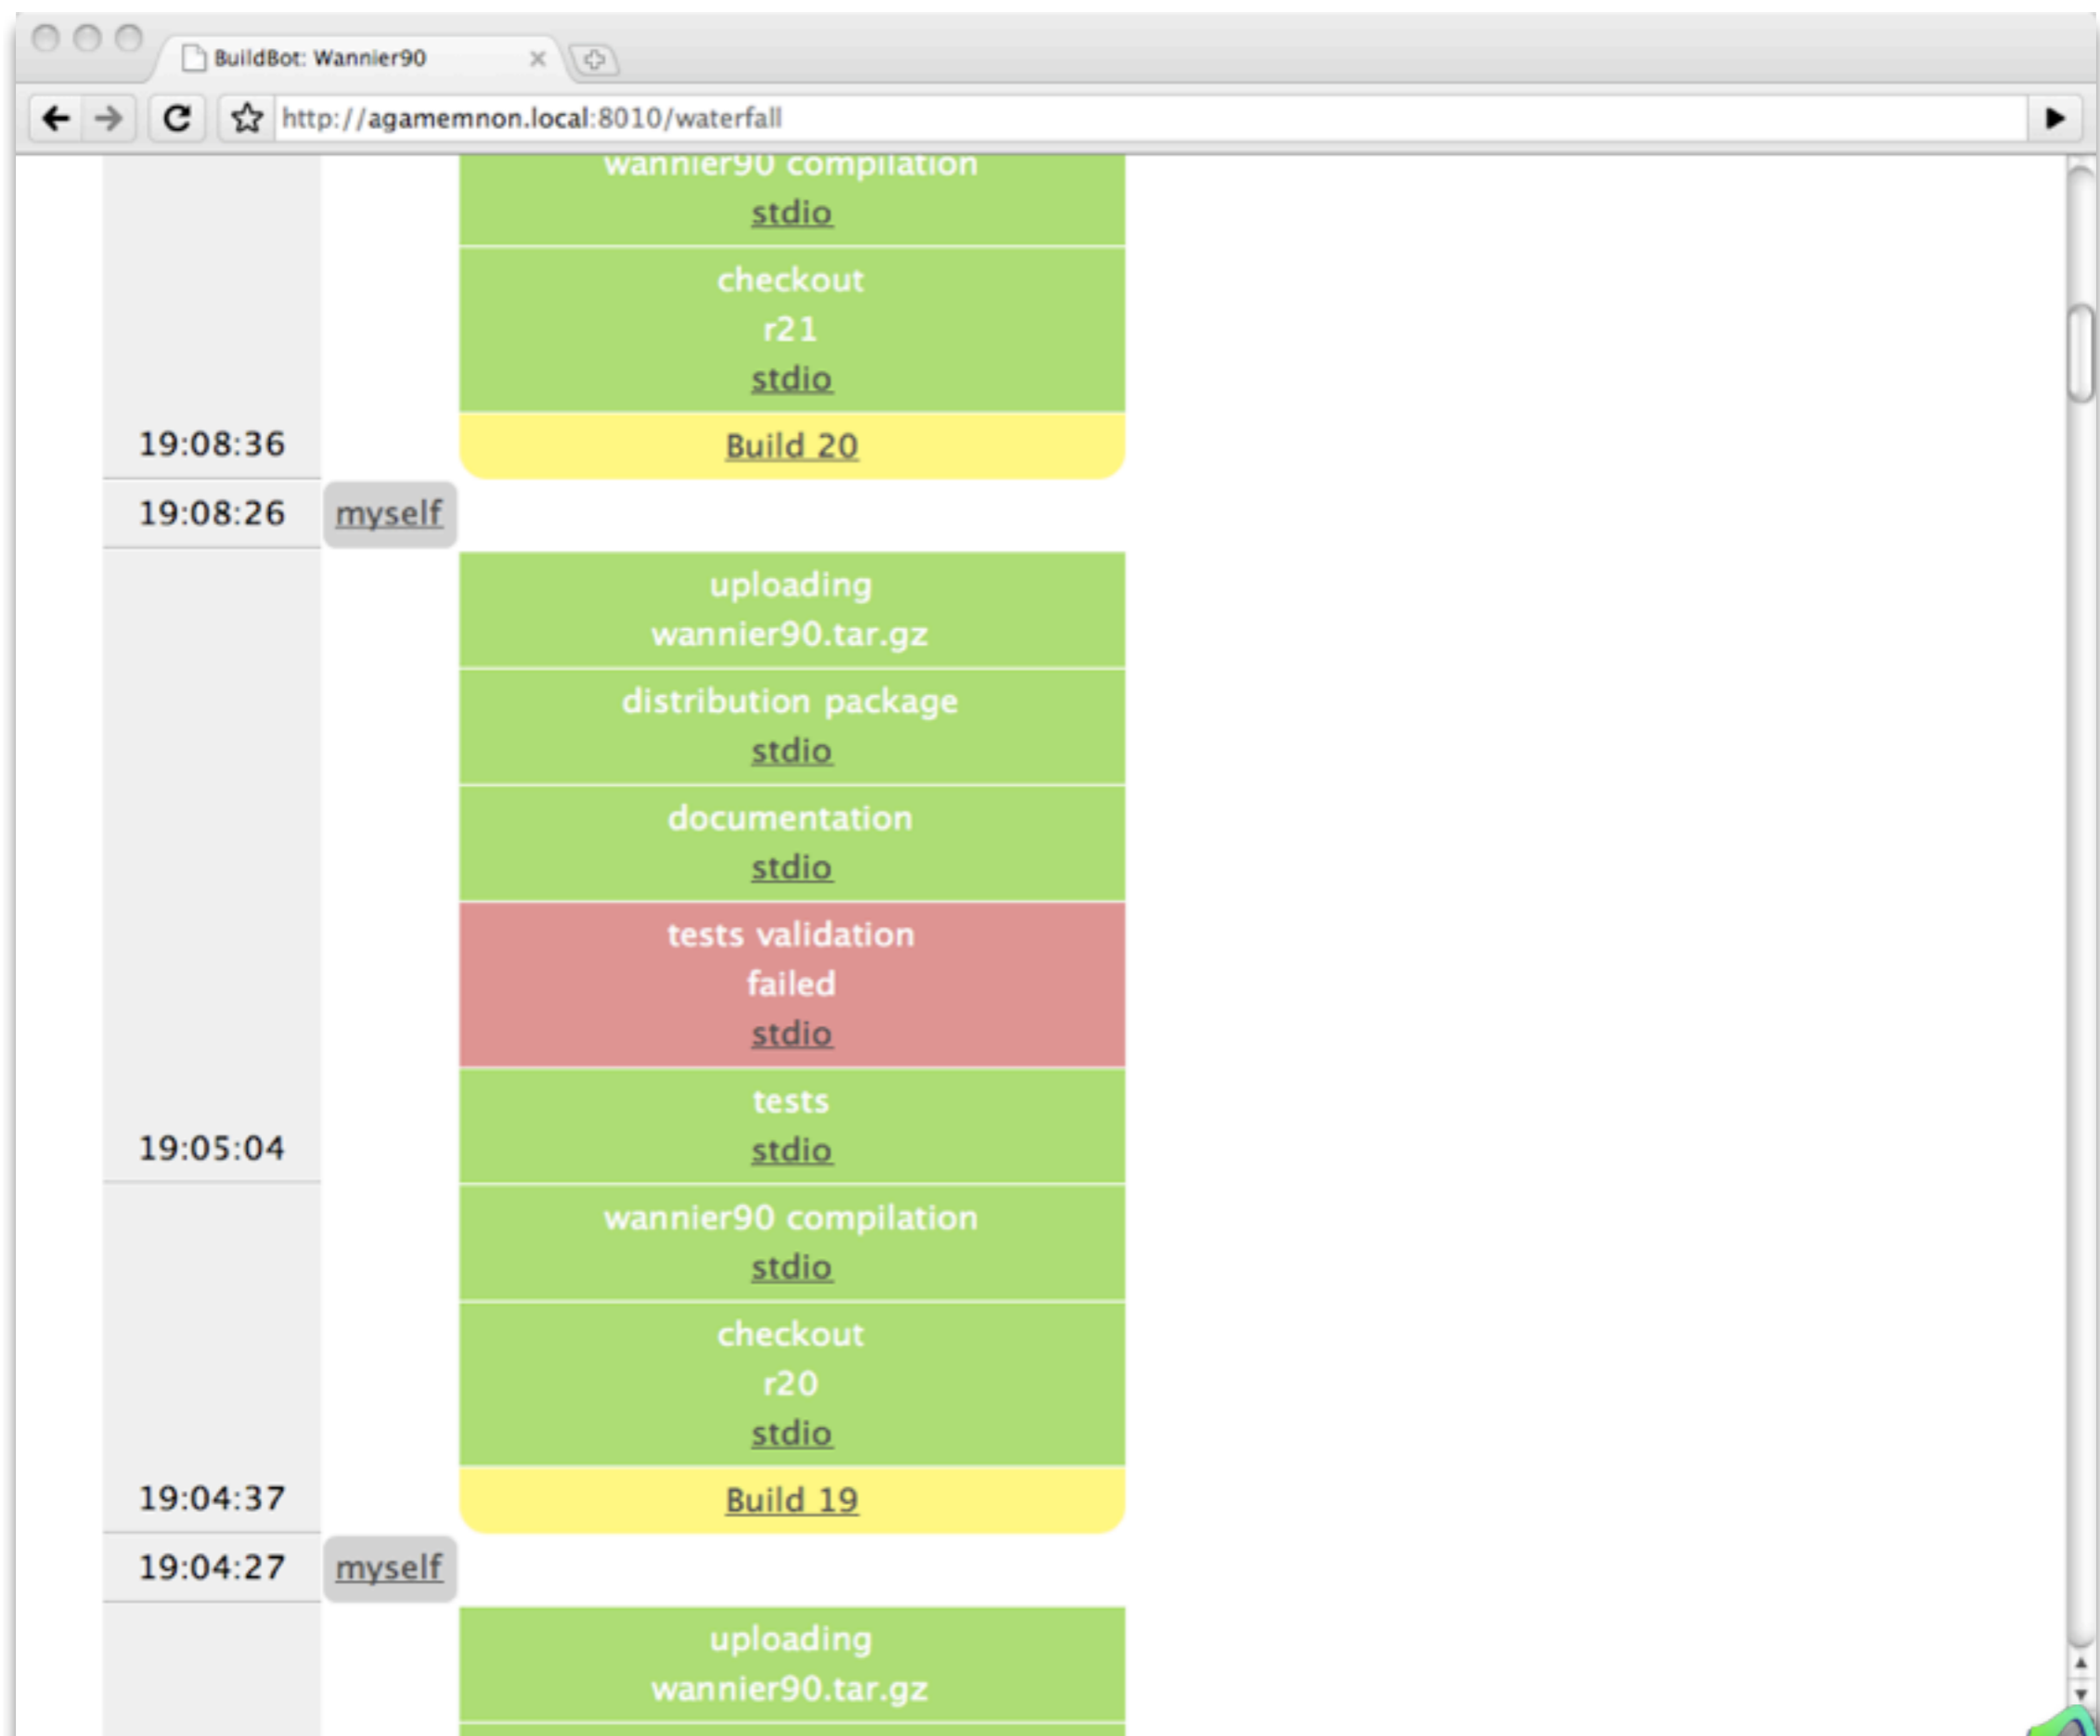 BuildBot: Wannier90
http://agamemnon.local:8010/waterfall
wannier90 compilation
stdio
checkout
r21
stdio
19:08:36
Build 20
19:08:26
myself
uploading
wannier90.tar.gz
distribution package
stdio
documentation
stdio
tests validation
failed
stdio
tests
19:05:04
stdio
wannier90 compilation
stdio
checkout
r20
stdio
19:04:37
Build 19
19:04:27
myself
uploading
wannier90.tar.gz